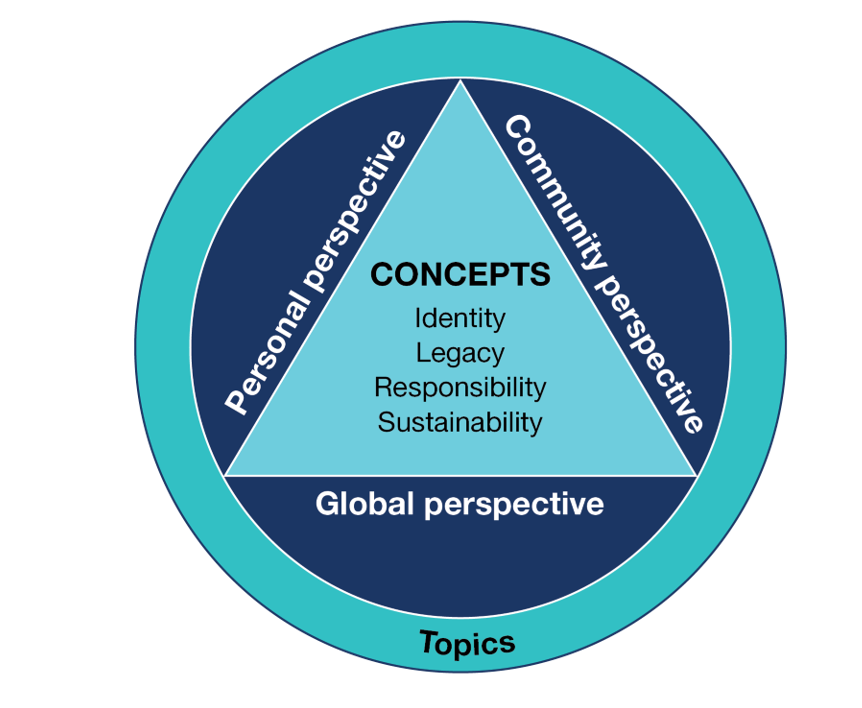 Personal perspective
Community perspective
CONCEPTS
Identity
Legacy
Responsibility
Sustainability
Global perspective
Topics